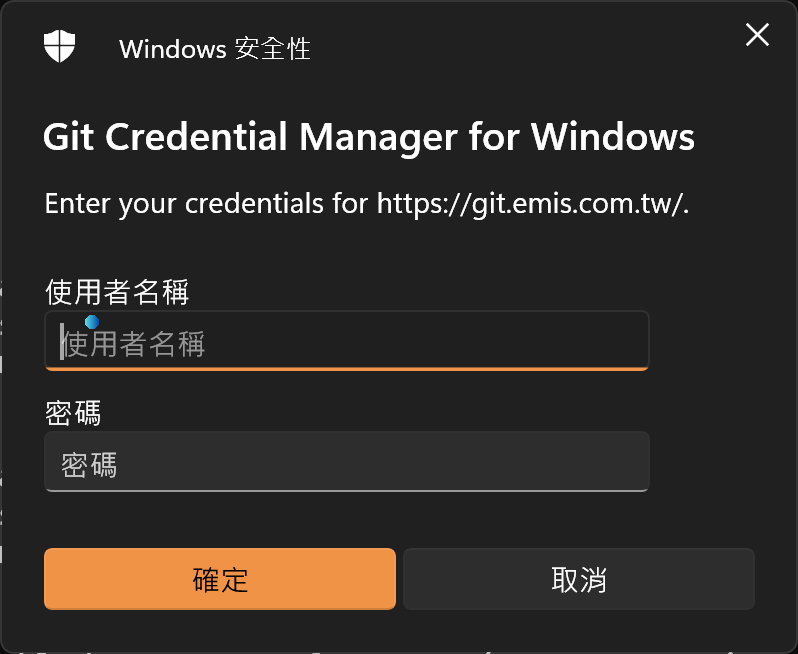 Windows 安全性
Git Credential Manager for Windows
Enter your credentials for https://git.emis.com.tw/.
使用者名稱
使用者名稱
密碼
密碼
確定
取消